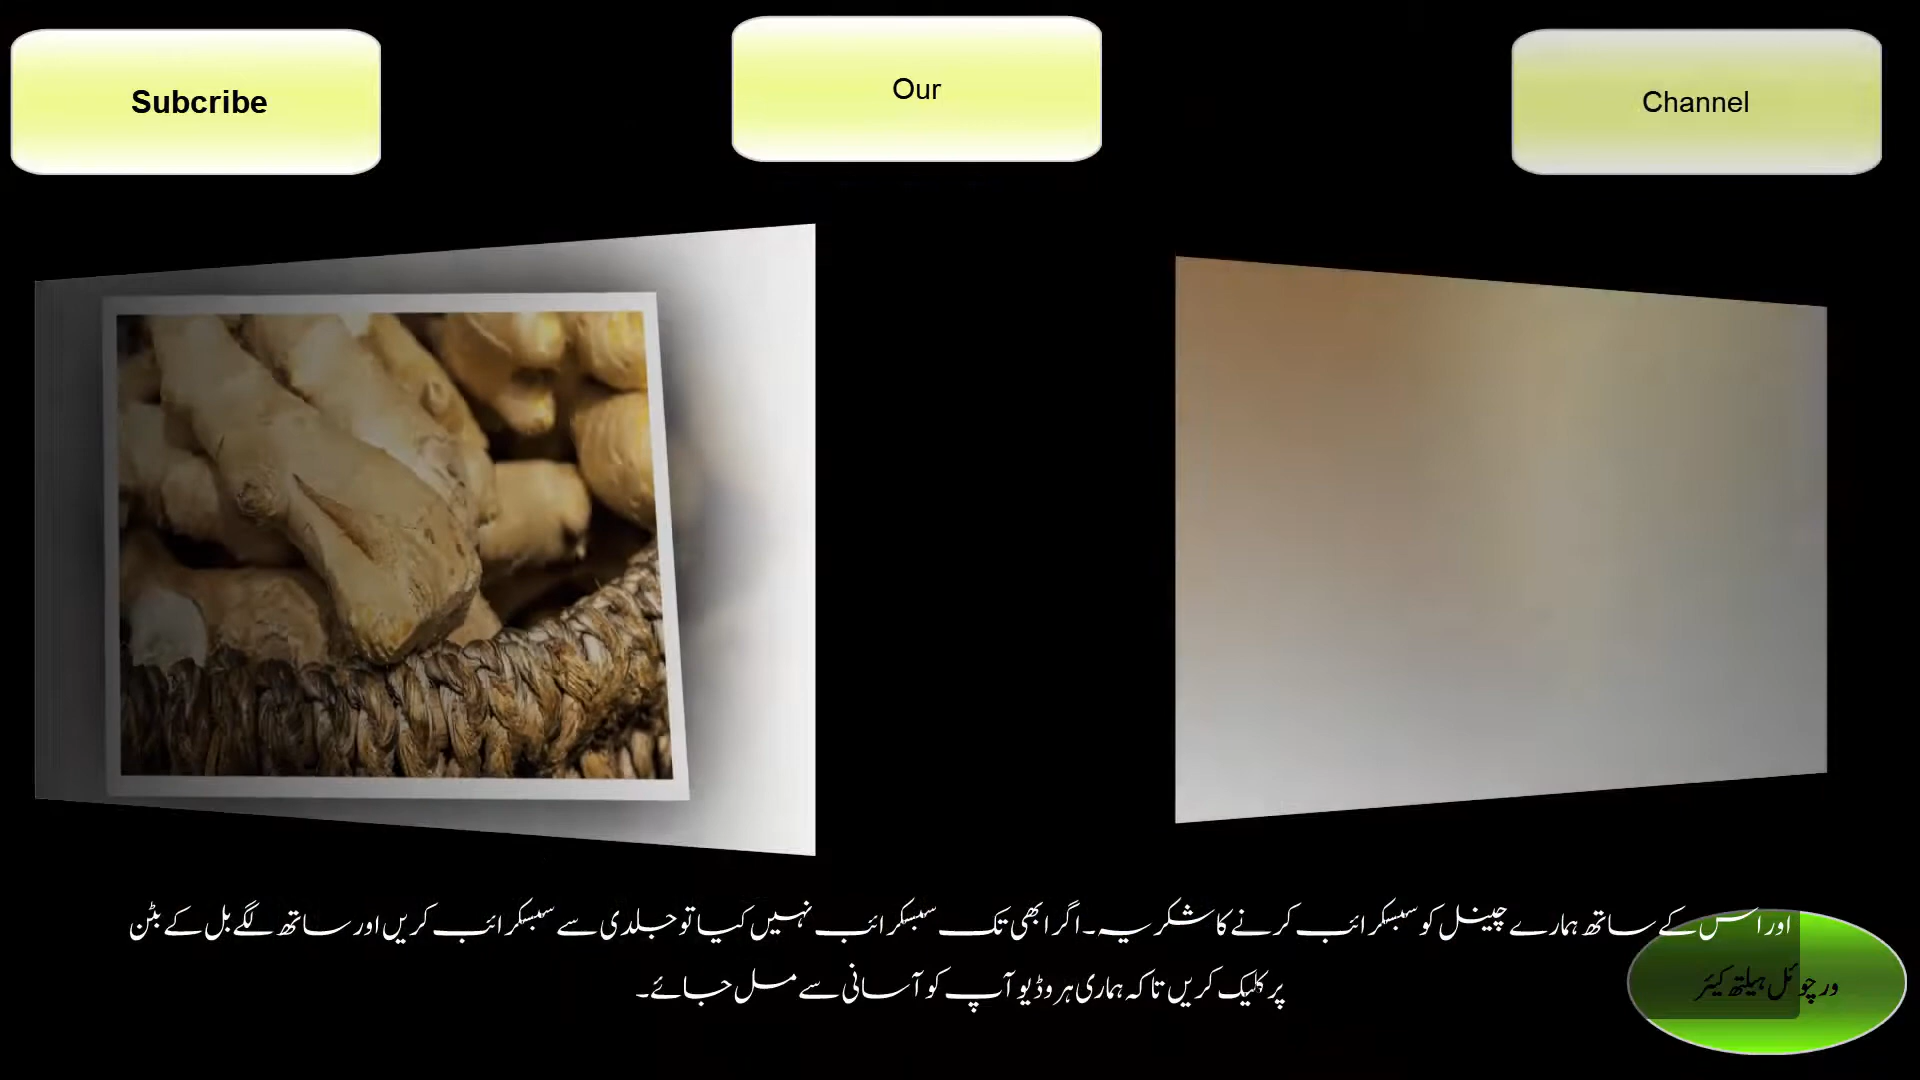 Subcribe
Our
Channel
اور اس کے ساتھ ہمارے چینل کو سبسکرائب کرنے کا شکریہ۔ اگر ابھی تک سبسکرائب نہیں کیا تو جلدی سے سبسکرائب کریں اور ساتھ لگے بل کے بٹن
پر کلیک کریں تاکہ ہماری ہر وڈیو آپ کو آسانی سے مل جائے۔
ورچوئل ہیلتھ کیئر